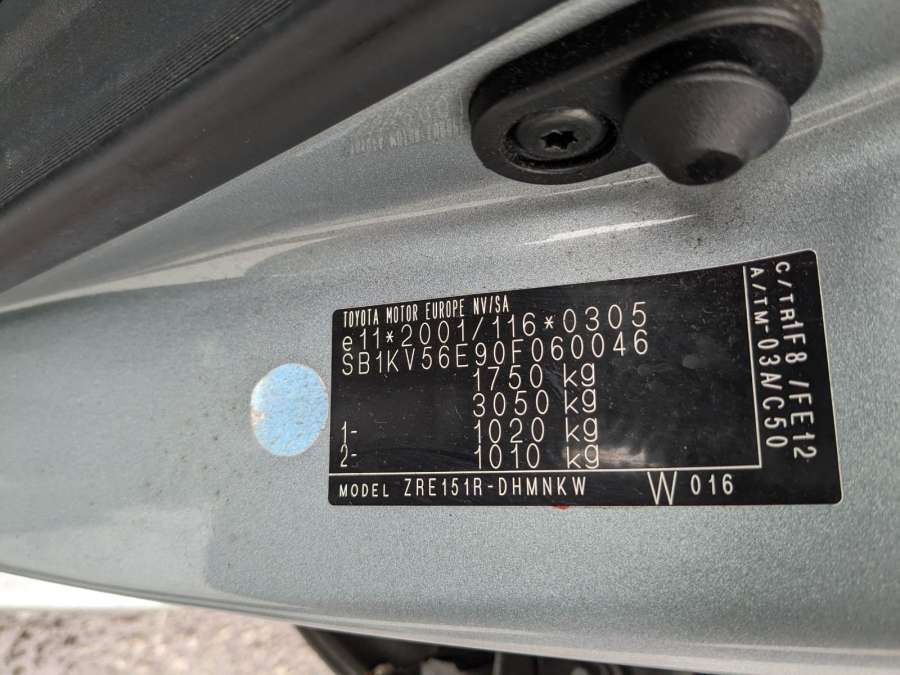 TOYOTA MOTOR EUROPE NV/SA
e11*2001/116*0305
SB1KV56E90F060046
1750 kg
3050 kg
1- 1020 kg
2- 1010 kg
MODEL ZRE151R-DHMNKW W 016
C/TR 1F8 /FE12
A/TM-03A/C50